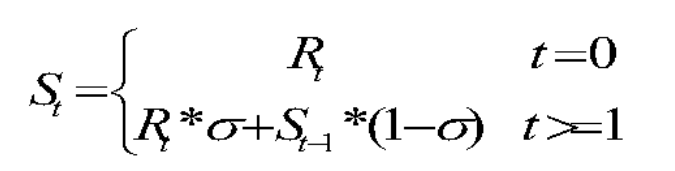 R_t t=0
S_t={
R_t*σ+S_{t-1}*(1-σ) t>=1